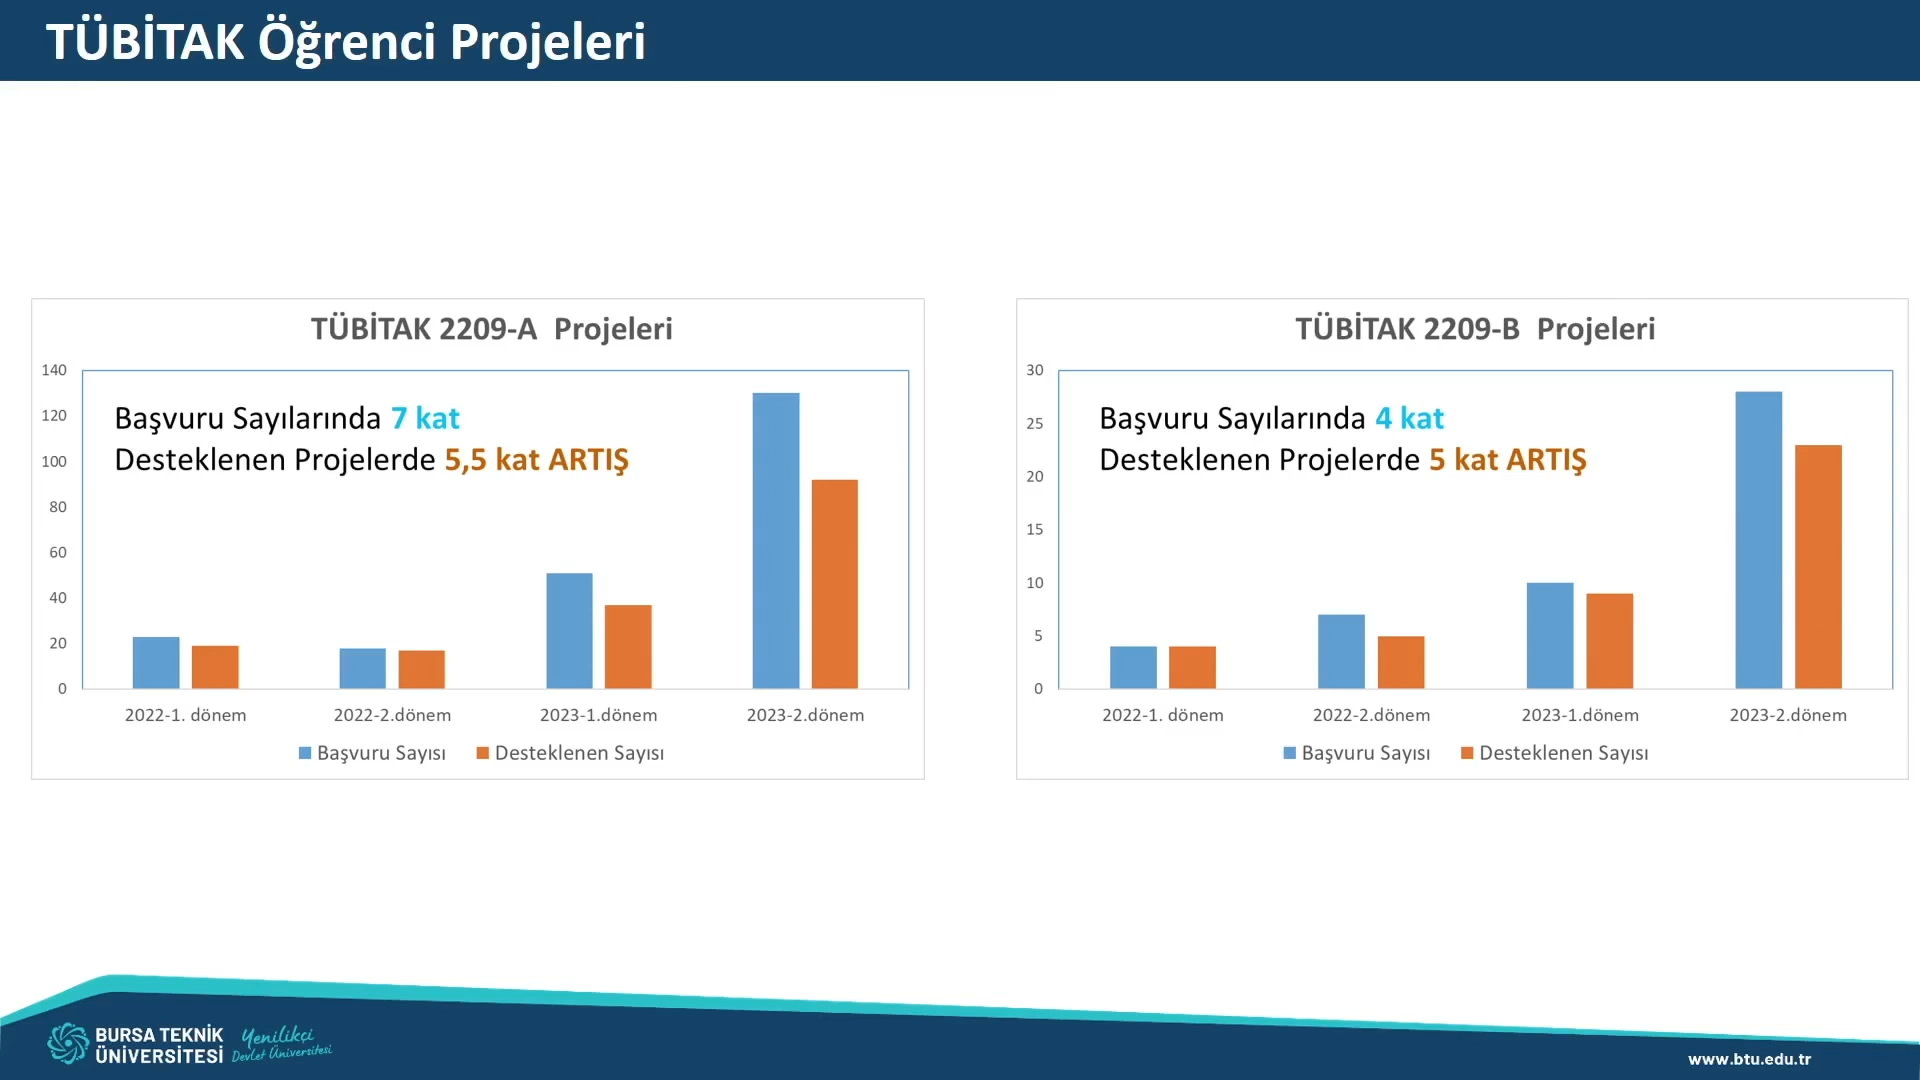 TÜBİTAK Öğrenci Projeleri
TÜBİTAK 2209-A  Projeleri
140
120
100
80
60
40
20
0
Başvuru Sayılarında 7 kat
Desteklenen Projelerde 5,5 kat ARTIŞ
2022-1. dönem
2022-2.dönem
2023-1.dönem
2023-2.dönem
Başvuru Sayısı
Desteklenen Sayısı
TÜBİTAK 2209-B  Projeleri
30
25
20
15
10
5
0
Başvuru Sayılarında 4 kat
Desteklenen Projelerde 5 kat ARTIŞ
2022-1. dönem
2022-2.dönem
2023-1.dönem
2023-2.dönem
Başvuru Sayısı
Desteklenen Sayısı
BURSA TEKNİK
ÜNİVERSİTESİ
Yenilikçi
Devlet Üniversitesi
www.btu.edu.tr